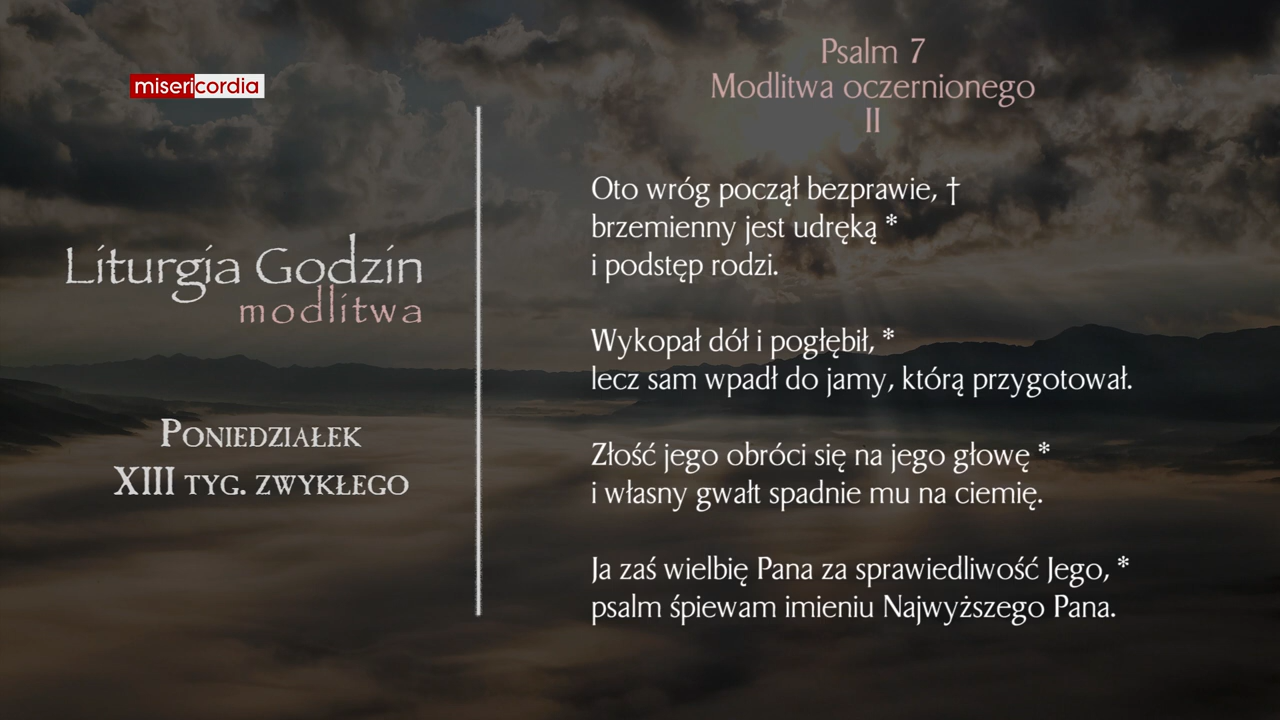 misericordia
Liturgia Godzin
modlitwa
Poniedziałek
XIII tyg. zwykłego
Psalm 7
Modlitwa oczernionego
II
Oto wróg począł bezprawie, †
brzemienny jest udręką *
i podstęp rodzi.
Wykopał dół i pogłębił, *
lecz sam wpadł do jamy, którą przygotował.
Złość jego obróci się na jego głowę *
i własny gwałt spadnie mu na ciemię.
Ja zaś wielbię Pana za sprawiedliwość Jego, *
psalm śpiewam imieniu Najwyższego Pana.